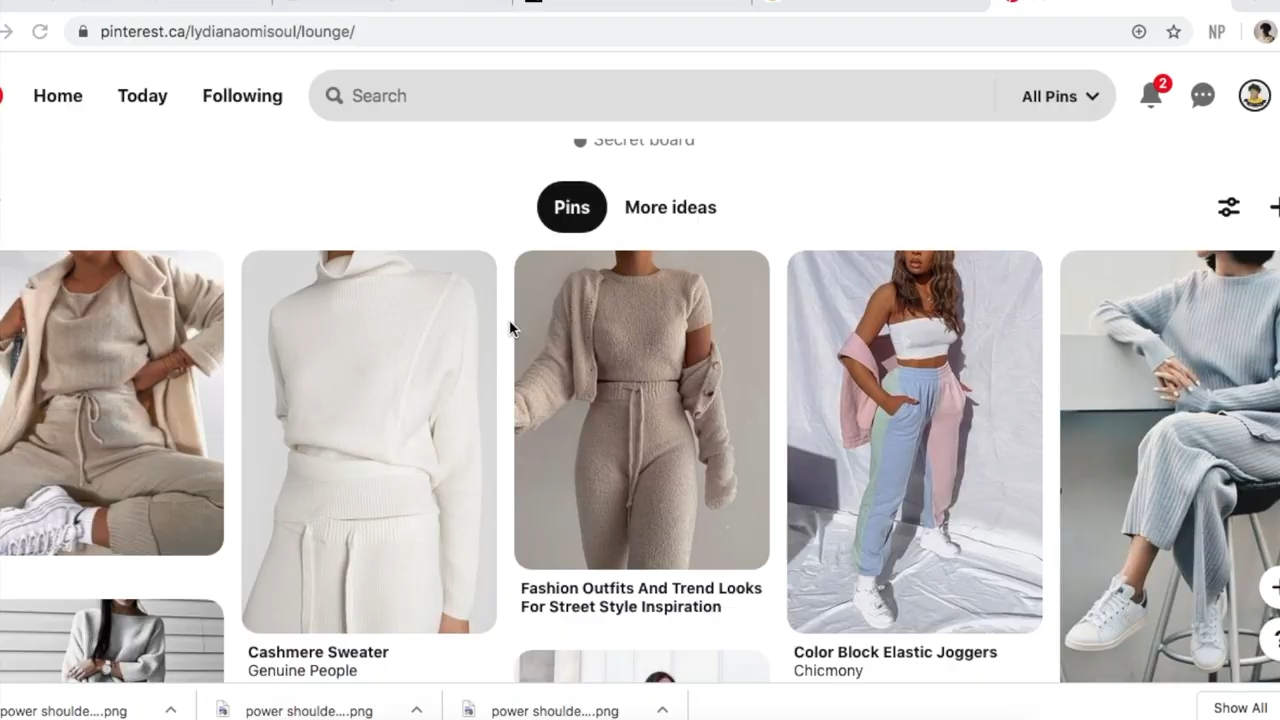 pinterest.ca/lydianaomisoul/lounge/
NP
Home
Today
Following
Search
All Pins
2
Secret board
Pins
More ideas
Fashion Outfits And Trend Looks
For Street Style Inspiration
Cashmere Sweater
Genuine People
Color Block Elastic Joggers
Chicmony
?
power shoulde....png
power shoulde....png
power shoulde....png
Show All